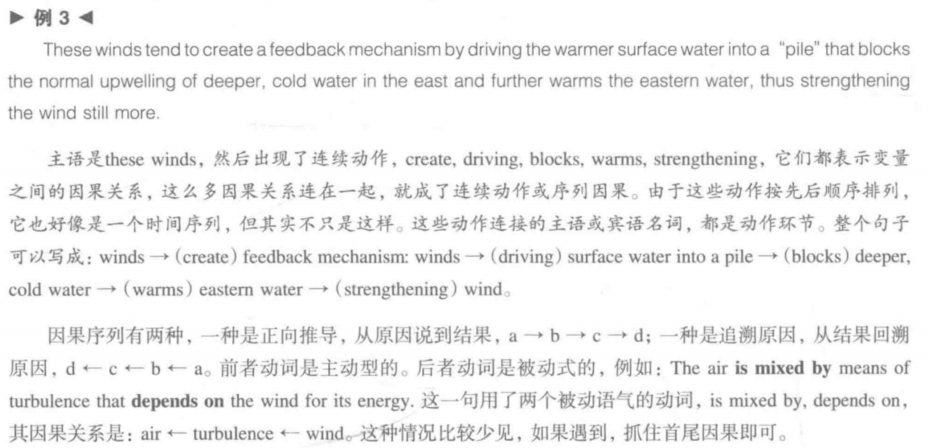 ▶ 例 3 ◀
These winds tend to create a feedback mechanism by driving the warmer surface water into a “pile” that blocks
the normal upwelling of deeper, cold water in the east and further warms the eastern water, thus strengthening
the wind still more.
主语是these winds，然后出现了连续动作，create, driving, blocks, warms, strengthening，它们都表示变量
之间的因果关系，这么多因果关系连在一起，就成了连续动作或序列因果。由于这些动作按先后顺序排列，
它也好像是一个时间序列，但其实不只是这样。这些动作连接的主语或宾语名词，都是动作环节。整个句子
可以写成：winds → (create) feedback mechanism: winds → (driving) surface water into a pile → (blocks) deeper,
cold water → (warms) eastern water → (strengthening) wind。
因果序列有两种，一种是正向推导，从原因说到结果，a → b → c → d；一种是追溯原因，从结果回溯
原因，d ← c ← b ← a。前者动词是主动型的。后者动词是被动式的，例如：The air is mixed by means of
turbulence that depends on the wind for its energy. 这一句用了两个被动语气的动词，is mixed by, depends on，
其因果关系是：air ← turbulence ← wind。这种情况比较少见，如果遇到，抓住首尾因果即可。